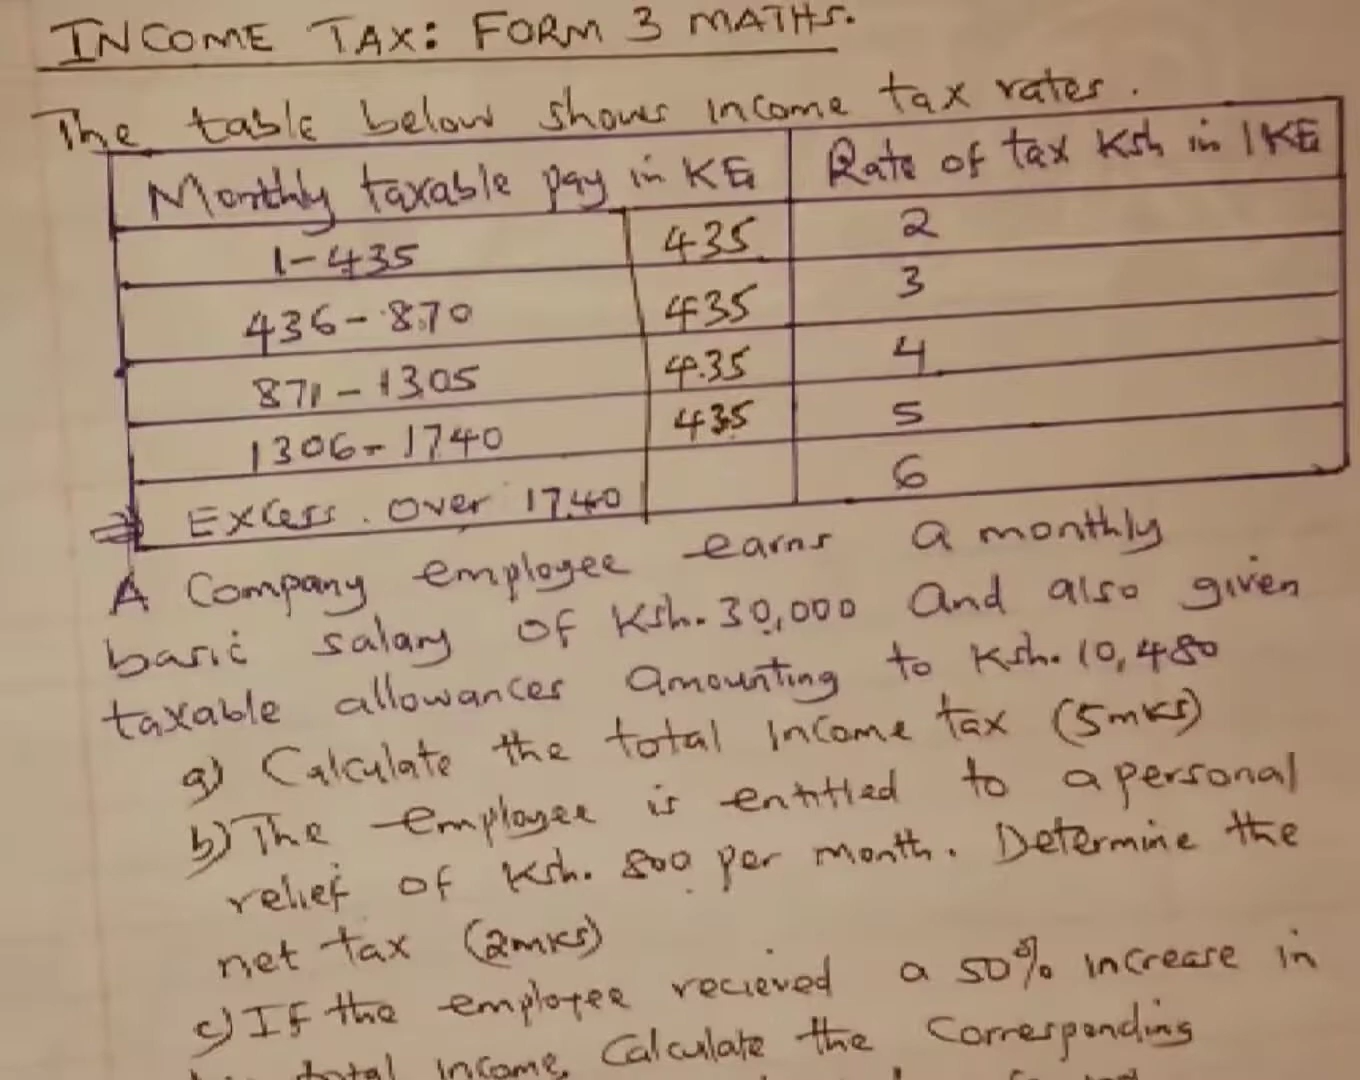 INCOME TAX: FORM 3 MATHS.
The table below shows income tax rates.
Monthly taxable pay in K£ Rate of tax Ksh in 1K£
1-435 435 2
436-870 435 3
871-1305 435 4
1306-1740 435 5
Excess. Over 1740 6
A Company employee earns a monthly
basic salary of Ksh. 30,000 and also given
taxable allowances amounting to Ksh. 10,480
a) Calculate the total income tax (5mks)
b) The employee is entitled to a personal
relief of Ksh. 800 per month. Determine the
net tax (2mks)
c) If the employee recieved a 50% increase in
total income, Calculate the Corresponding